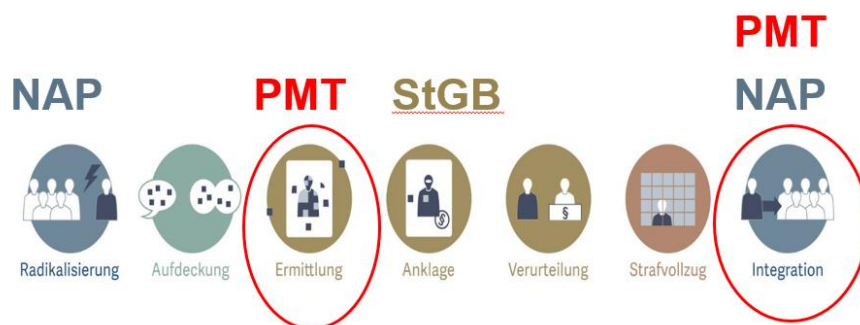 PMT
NAP PMT StGB NAP
§
§
Radikalisierung Aufdeckung Ermittlung Anklage Verurteilung Strafvollzug Integration